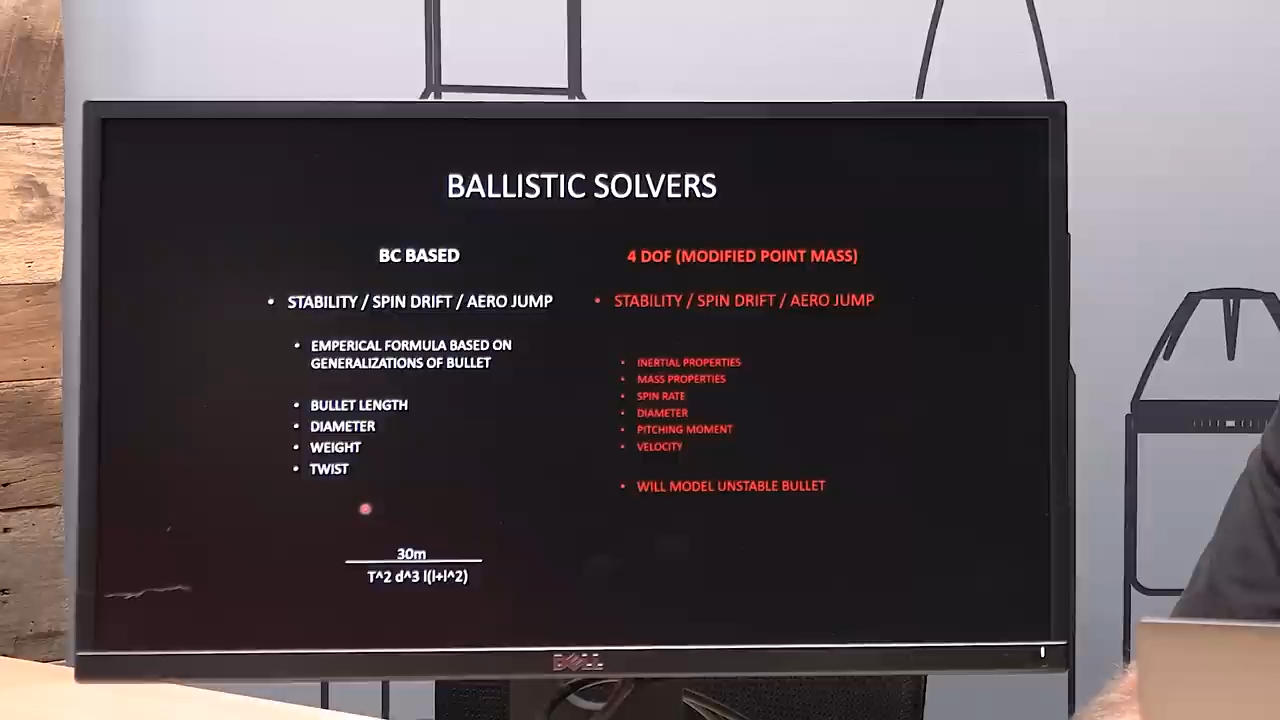 BALLISTIC SOLVERS
BC BASED
• STABILITY / SPIN DRIFT / AERO JUMP
• EMPERICAL FORMULA BASED ON
GENERALIZATIONS OF BULLET
• BULLET LENGTH
• DIAMETER
• WEIGHT
• TWIST
30m
T^2 d^3 l(l+l^2)
4 DOF (MODIFIED POINT MASS)
• STABILITY / SPIN DRIFT / AERO JUMP
• INERTIAL PROPERTIES
• MASS PROPERTIES
• SPIN RATE
• DIAMETER
• PITCHING MOMENT
• VELOCITY
• WILL MODEL UNSTABLE BULLET
DELL